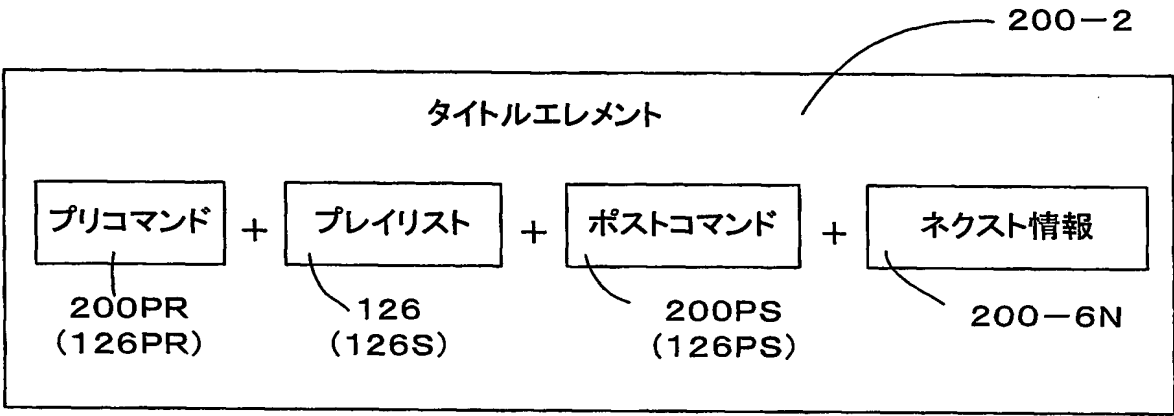 200-2
タイトルエレメント
プリコマンド + プレイリスト + ポストコマンド + ネクスト情報
200PR 126 200PS 200-6N
(126PR) (126S) (126PS)